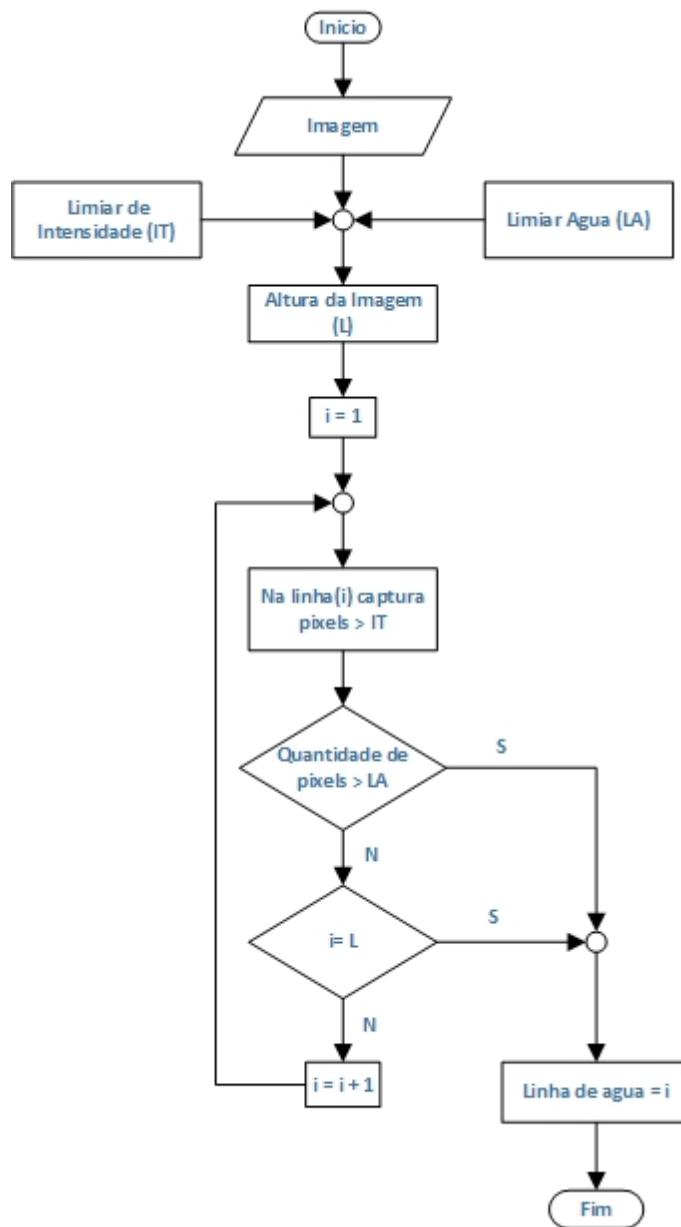 Inicio
Imagem
Limiar de
Intensidade (IT)
Limiar Agua (LA)
Altura da Imagem
(L)
i = 1
Na linha(i) captura
pixels > IT
Quantidade de
pixels > LA
S
N
i= L
S
N
i = i + 1
Linha de agua = i
Fim